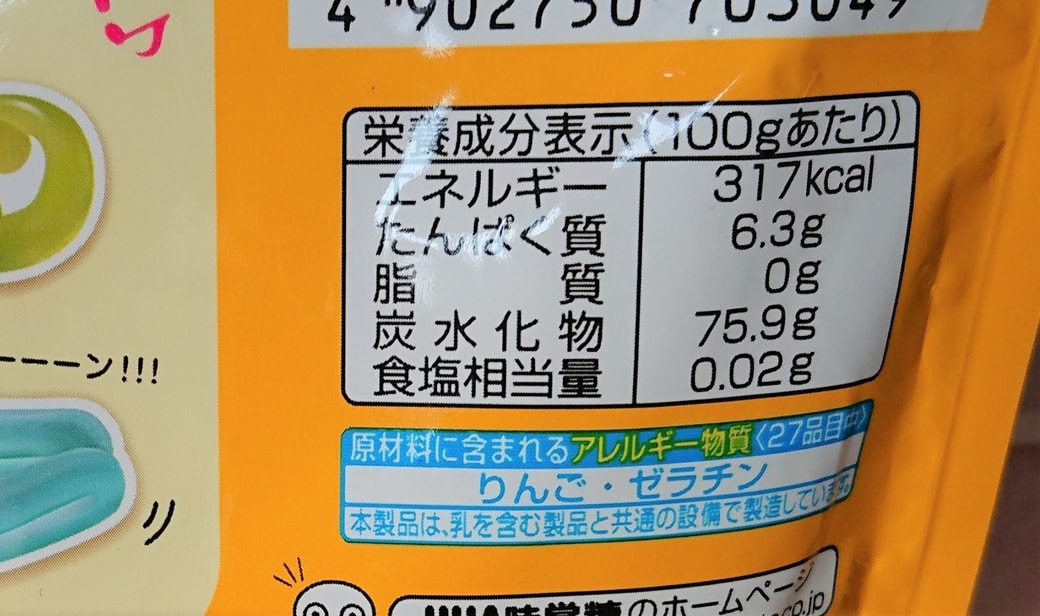 4 902750 703049
栄養成分表示(100gあたり)
エネルギー 317kcal
たんぱく質 6.3g
脂質 0g
炭水化物 75.9g
食塩相当量 0.02g
原材料に含まれるアレルギー物質〈27品目中〉
りんご・ゼラチン
本製品は、乳を含む製品と共通の設備で製造しています。
ーーーン!!!
味覚糖のホームページ
co.jp